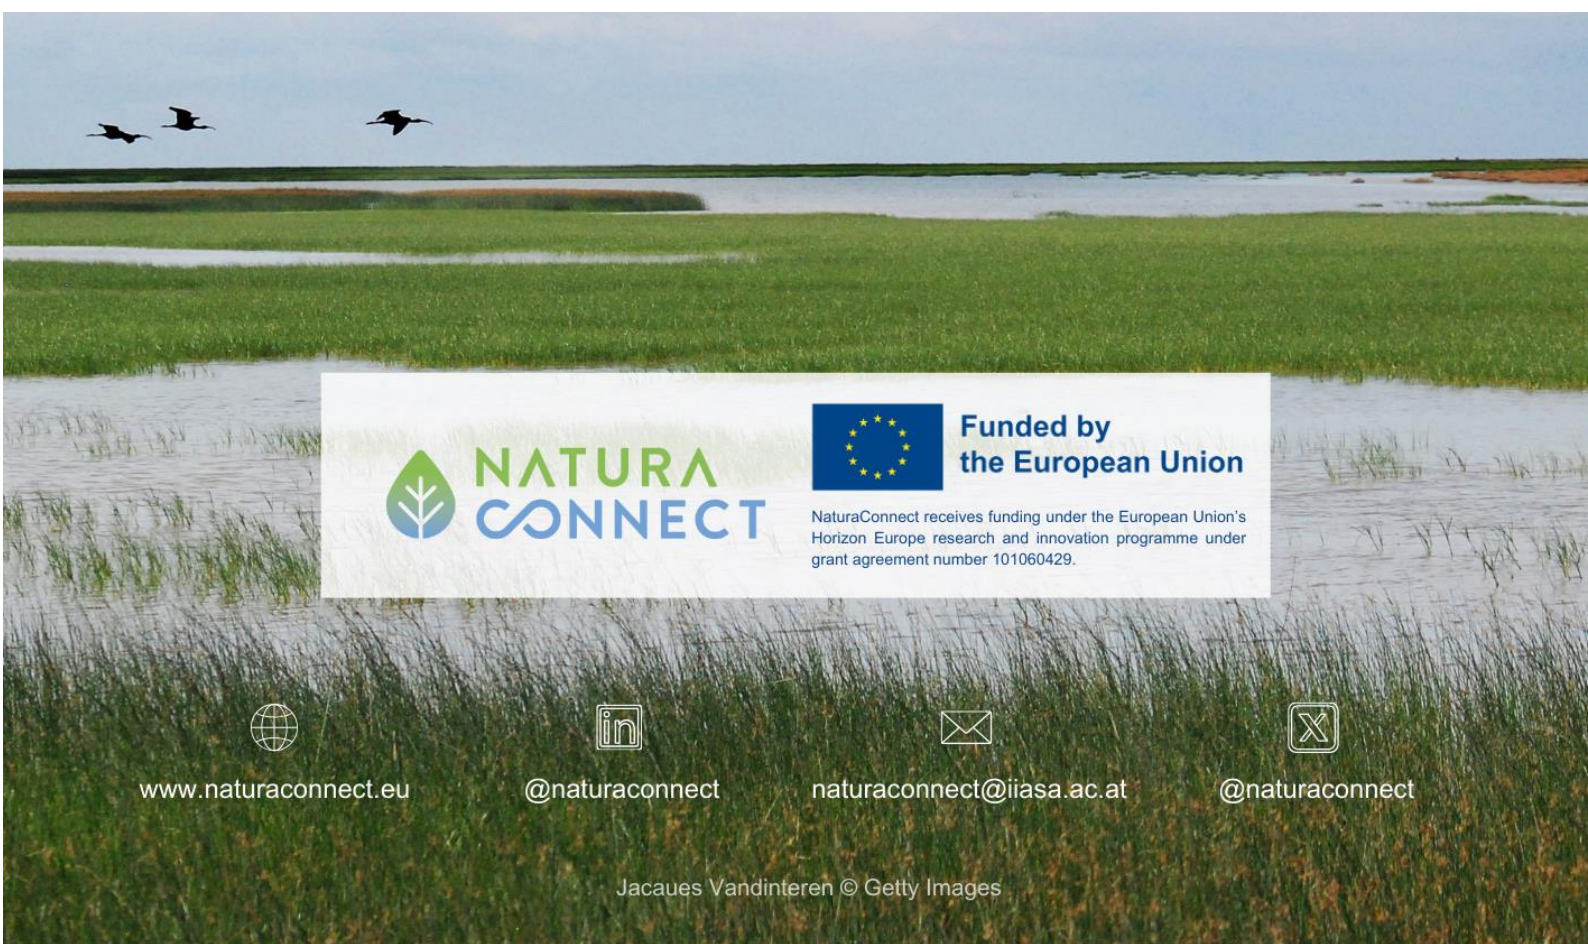 NATURA
CONNECT
Funded by
the European Union
NaturaConnect receives funding under the European Union’s
Horizon Europe research and innovation programme under
grant agreement number 101060429.
in
X
www.naturaconnect.eu
@naturaconnect
naturaconnect@iiasa.ac.at
@naturaconnect
Jacaues Vandinteren © Getty Images